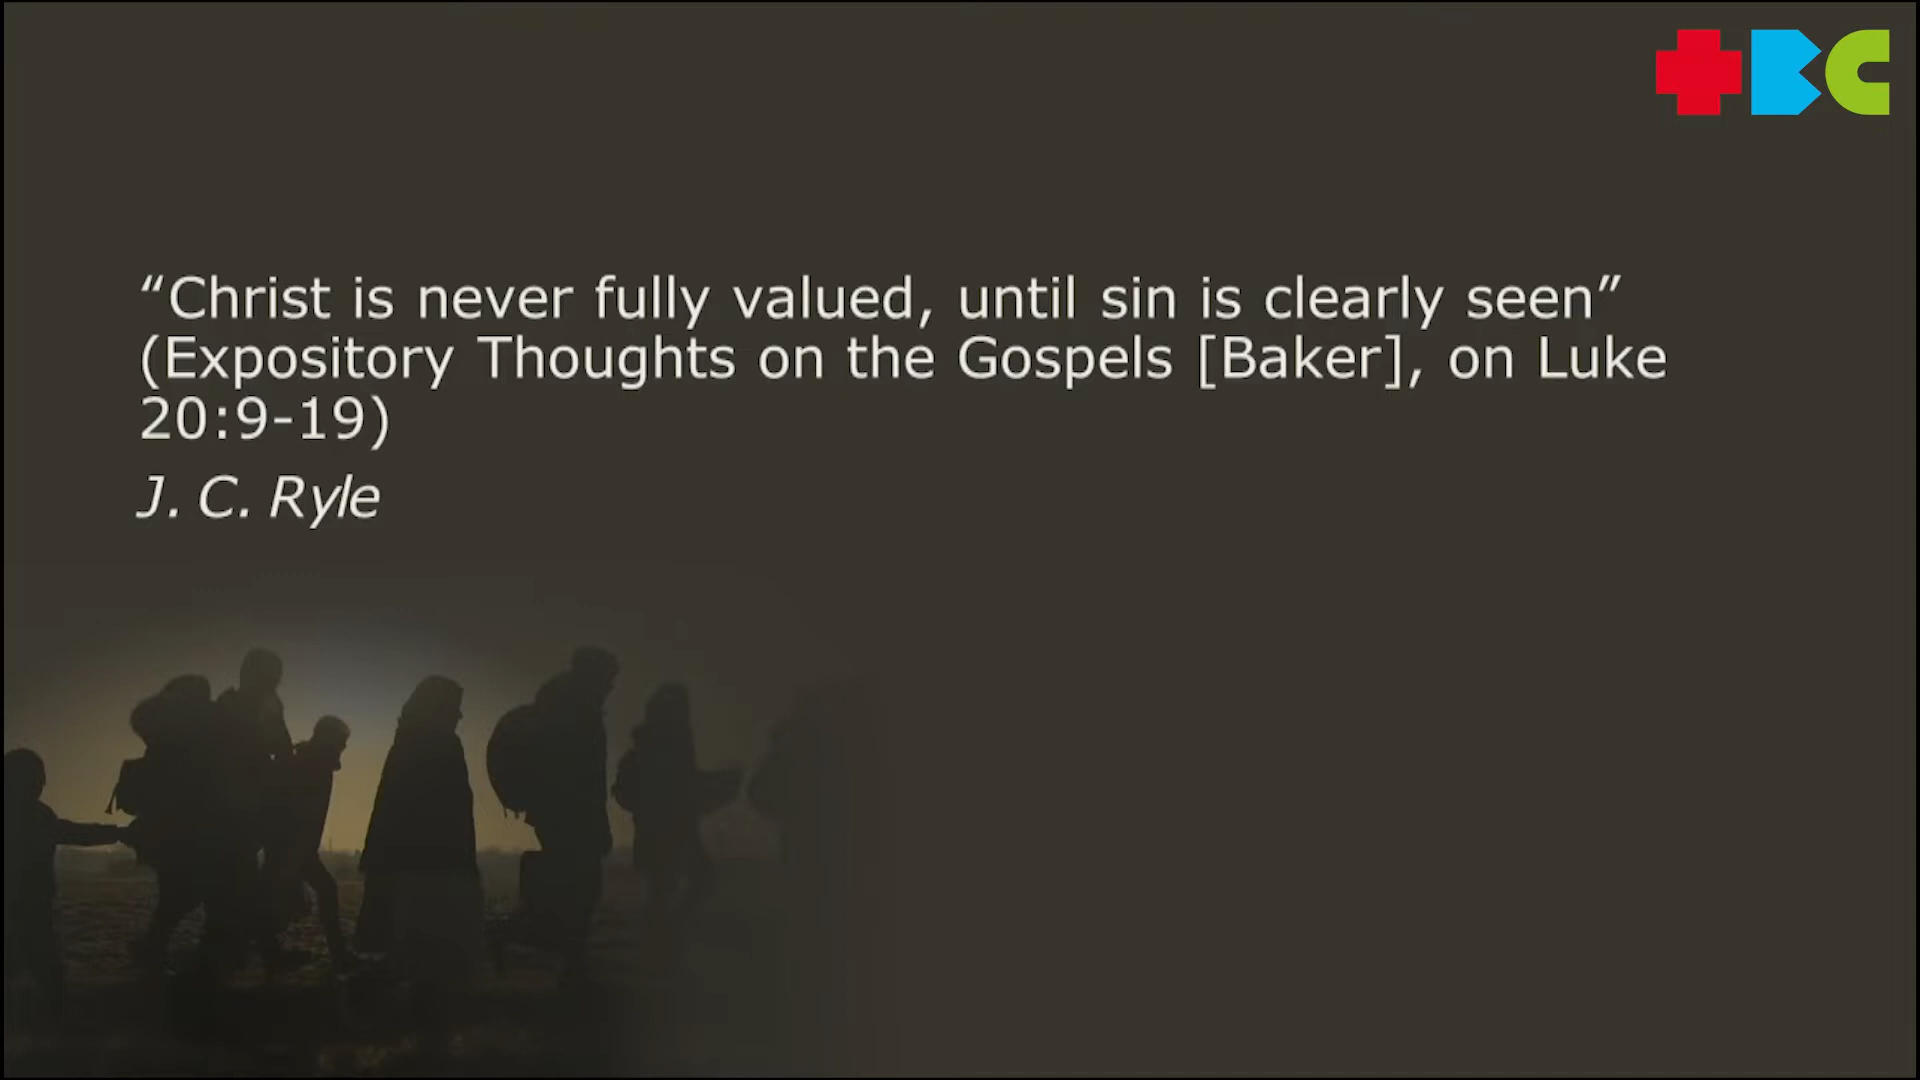 “Christ is never fully valued, until sin is clearly seen”
(Expository Thoughts on the Gospels [Baker], on Luke
20:9-19)
J. C. Ryle
BC